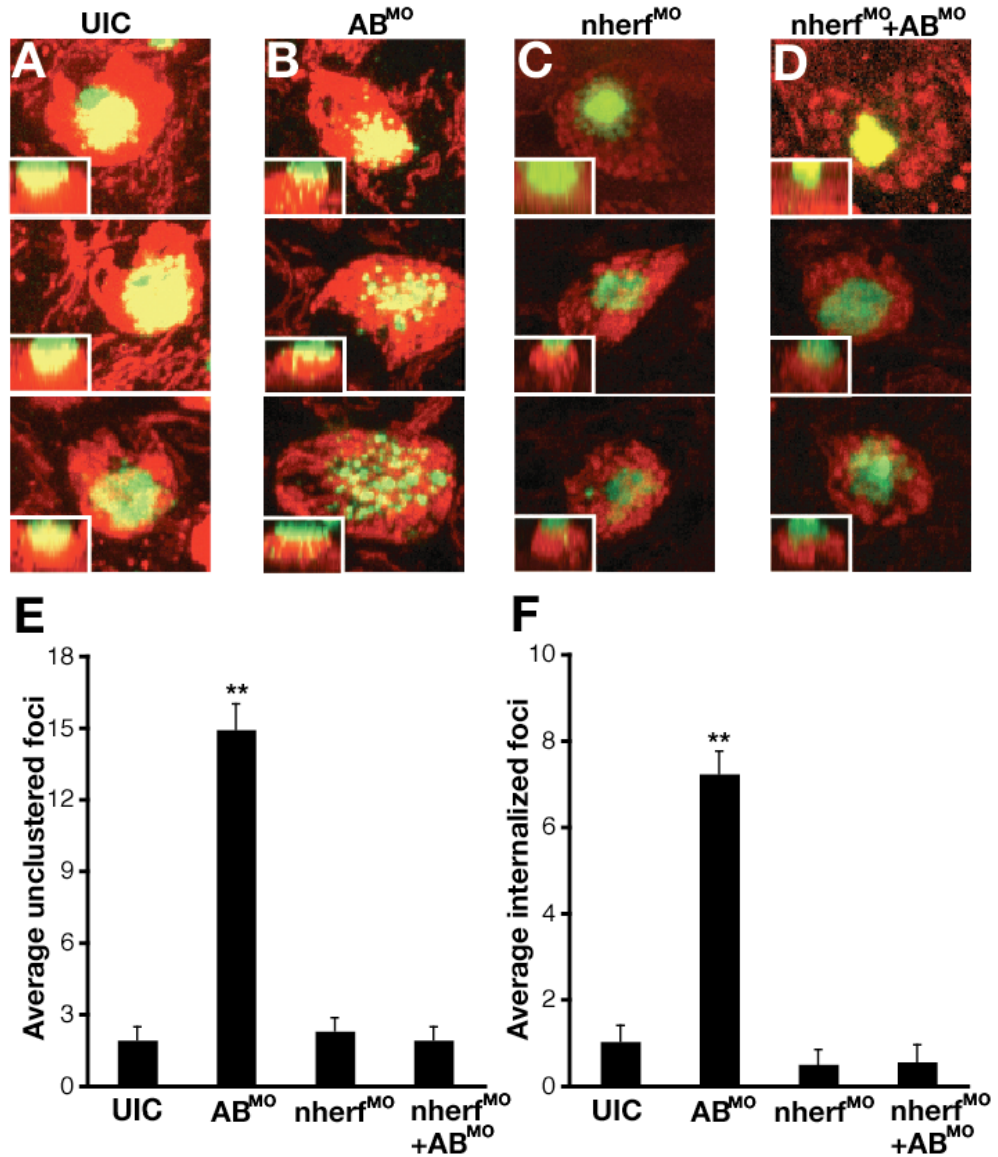 UIC
AB^MO
nherf^MO
nherf^MO +AB^MO
A
B
C
D
E
18
15
12
9
6
3
0
Average unclustered foci
**
UIC
AB^MO
nherf^MO
nherf^MO
+AB^MO
F
10
8
6
4
2
0
Average internalized foci
**
UIC
AB^MO
nherf^MO
nherf^MO
+AB^MO